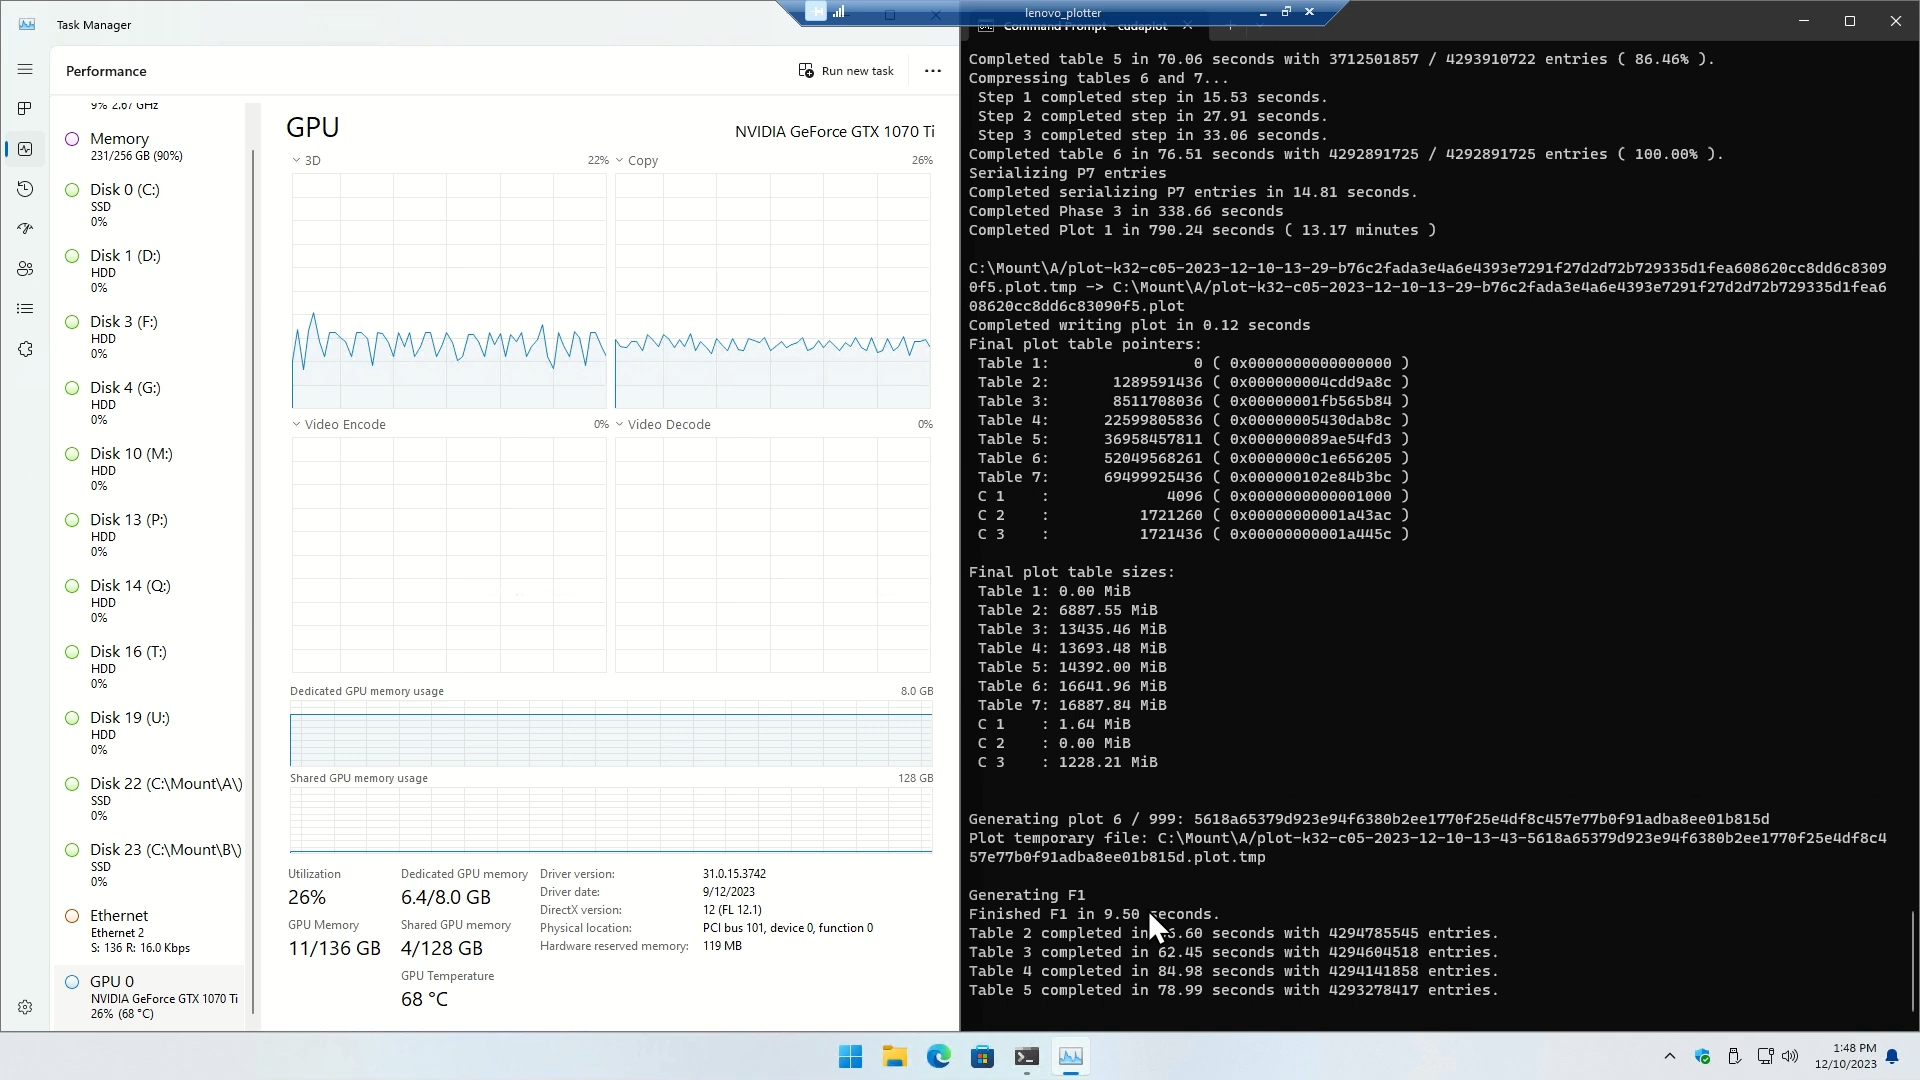 Task Manager
lenovo_plotter
Performance
Run new task
9% 2.67 GHz
Memory
231/256 GB (90%)
Disk 0 (C:)
SSD
0%
Disk 1 (D:)
HDD
0%
Disk 3 (F:)
HDD
0%
Disk 4 (G:)
HDD
0%
Disk 10 (M:)
HDD
0%
Disk 13 (P:)
HDD
0%
Disk 14 (Q:)
HDD
0%
Disk 16 (T:)
HDD
0%
Disk 19 (U:)
HDD
0%
Disk 22 (C:\Mount\A\)
SSD
0%
Disk 23 (C:\Mount\B\)
SSD
0%
Ethernet
Ethernet 2
S: 136 R: 16.0 Kbps
GPU 0
NVIDIA GeForce GTX 1070 Ti
26% (68 °C)
GPU
NVIDIA GeForce GTX 1070 Ti
3D 22%
Copy 26%
Video Encode 0%
Video Decode 0%
Dedicated GPU memory usage 8.0 GB
Shared GPU memory usage 128 GB
Utilization
26%
GPU Memory
11/136 GB
Dedicated GPU memory
6.4/8.0 GB
Shared GPU memory
4/128 GB
GPU Temperature
68 °C
Driver version: 31.0.15.3742
Driver date: 9/12/2023
DirectX version: 12 (FL 12.1)
Physical location: PCI bus 101, device 0, function 0
Hardware reserved memory: 119 MB
Command Prompt - cudaplot
Completed table 5 in 70.06 seconds with 3712501857 / 4293910722 entries ( 86.46% ).
Compressing tables 6 and 7...
Step 1 completed step in 15.53 seconds.
Step 2 completed step in 27.91 seconds.
Step 3 completed step in 33.06 seconds.
Completed table 6 in 76.51 seconds with 4292891725 / 4292891725 entries ( 100.00% ).
Serializing P7 entries
Completed serializing P7 entries in 14.81 seconds.
Completed Phase 3 in 338.66 seconds
Completed Plot 1 in 790.24 seconds ( 13.17 minutes )
C:\Mount\A/plot-k32-c05-2023-12-10-13-29-b76c2fada3e4a6e4393e7291f27d2d72b729335d1fea608620cc8dd6c8309
0f5.plot.tmp -> C:\Mount\A/plot-k32-c05-2023-12-10-13-29-b76c2fada3e4a6e4393e7291f27d2d72b729335d1fea6
08620cc8dd6c83090f5.plot
Completed writing plot in 0.12 seconds
Final plot table pointers:
Table 1: 0 ( 0x0000000000000000 )
Table 2: 1289591436 ( 0x000000004cdd9a8c )
Table 3: 8511708036 ( 0x00000001fb565b84 )
Table 4: 22599805836 ( 0x00000005430dab8c )
Table 5: 36958457811 ( 0x000000089ae54fd3 )
Table 6: 52049568261 ( 0x0000000c1e656205 )
Table 7: 69499925436 ( 0x000000102e84b3bc )
C 1 : 4096 ( 0x0000000000001000 )
C 2 : 1721260 ( 0x00000000001a43ac )
C 3 : 1721436 ( 0x00000000001a445c )
Final plot table sizes:
Table 1: 0.00 MiB
Table 2: 6887.55 MiB
Table 3: 13435.46 MiB
Table 4: 13693.48 MiB
Table 5: 14392.00 MiB
Table 6: 16641.96 MiB
Table 7: 16887.84 MiB
C 1 : 1.64 MiB
C 2 : 0.00 MiB
C 3 : 1228.21 MiB
Generating plot 6 / 999: 5618a65379d923e94f6380b2ee1770f25e4df8c457e77b0f91adba8ee01b815d
Plot temporary file: C:\Mount\A/plot-k32-c05-2023-12-10-13-43-5618a65379d923e94f6380b2ee1770f25e4df8c4
57e77b0f91adba8ee01b815d.plot.tmp
Generating F1
Finished F1 in 9.50 seconds.
Table 2 completed in .60 seconds with 4294785545 entries.
Table 3 completed in 62.45 seconds with 4294604518 entries.
Table 4 completed in 84.98 seconds with 4294141858 entries.
Table 5 completed in 78.99 seconds with 4293278417 entries.
1:48 PM
12/10/2023